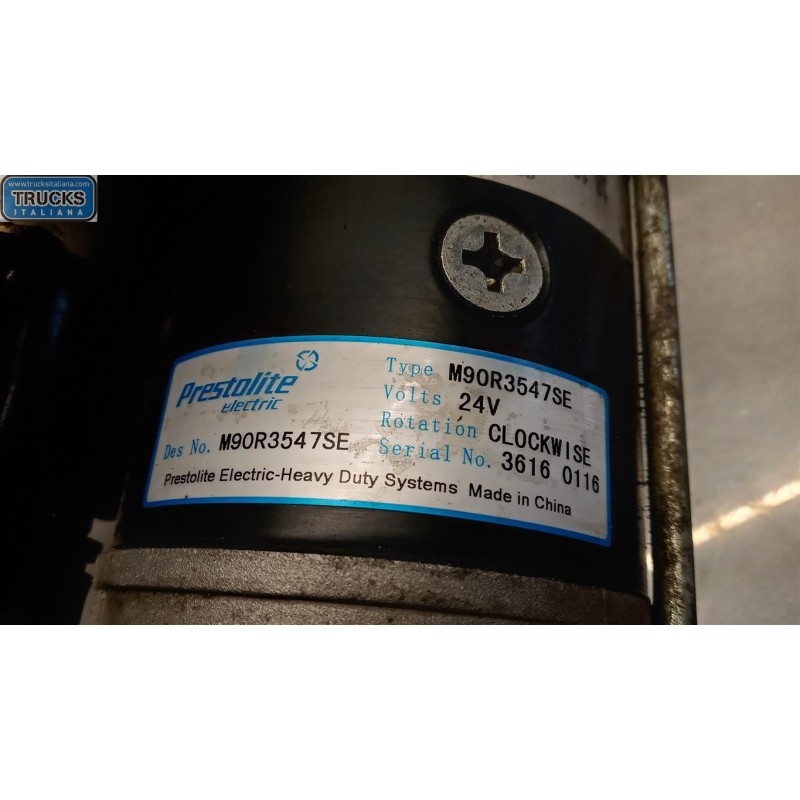 www.trucksitaliana.com
TRUCKS
ITALIANA
Prestolite
electric
Type M90R3547SE
Volts 24V
Rotation CLOCKWISE
Des No. M90R3547SE
Serial No. 3616 0116
Prestolite Electric-Heavy Duty Systems Made in China